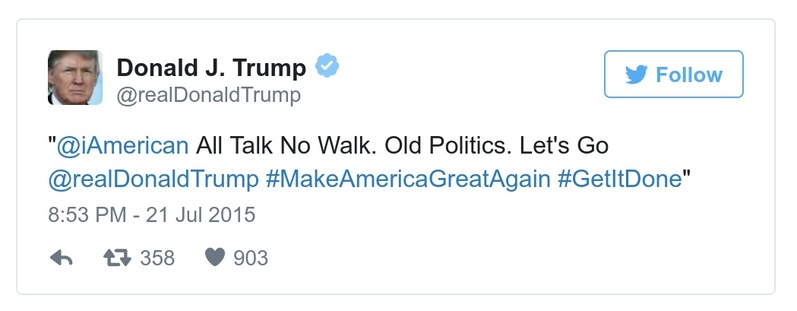 Donald J. Trump
@realDonaldTrump
Follow
"@iAmerican All Talk No Walk. Old Politics. Let's Go
@realDonaldTrump #MakeAmericaGreatAgain #GetItDone"
8:53 PM - 21 Jul 2015
358 903